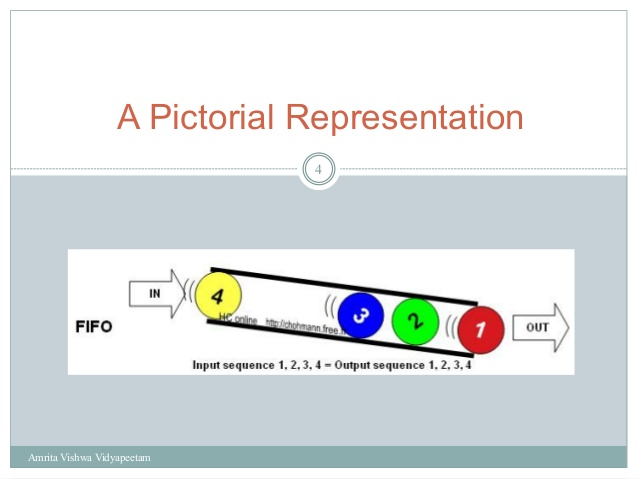 A Pictorial Representation
4
IN
4
3
2
1
OUT
FIFO
HC online http://chohmann.free.
Input sequence 1, 2, 3, 4 = Output sequence 1, 2, 3, 4
Amrita Vishwa Vidyapeetam